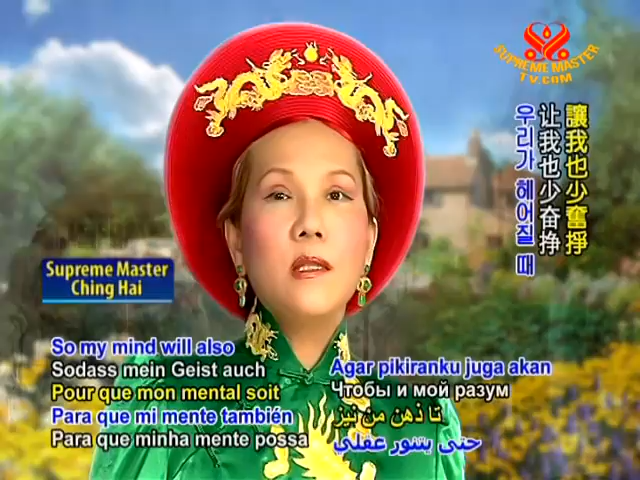 SUPREME MASTER
TV.COM
讓我也少奮掙
让我也少奋挣
우리가 헤어질 때
Supreme Master
Ching Hai
So my mind will also
Sodass mein Geist auch
Pour que mon mental soit
Para que mi mente también
Para que minha mente possa
Agar pikiranku juga akan
Чтобы и мой разум
تا ذهن من نیز
حتى يتنور عقلي